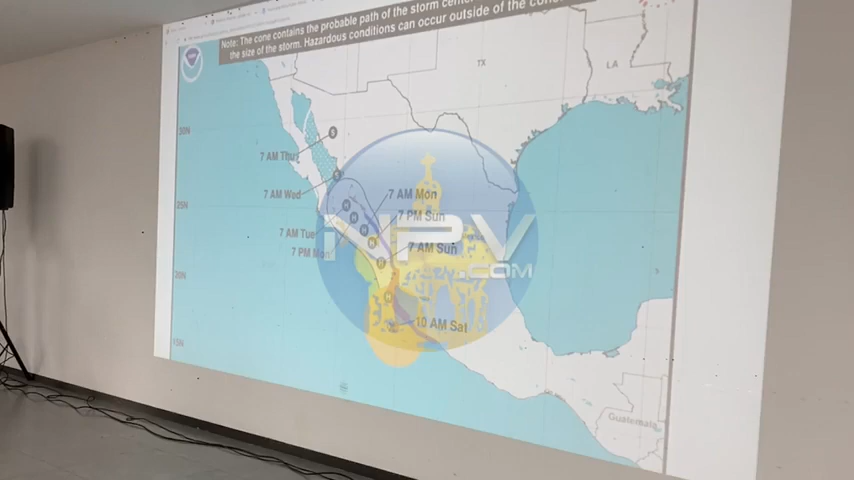 Note: The cone contains the probable path of the storm center
the size of the storm. Hazardous conditions can occur outside of the cone
TX
LA
30N
7 AM Thu
S
S
7 AM Wed
7 AM Mon
25N
H
H
7 PM Sun
7 AM Tue
H
H
7 AM Sun
7 PM Mon
NPV
.COM
H
20N
H
10 AM Sat
15N
Guatemala